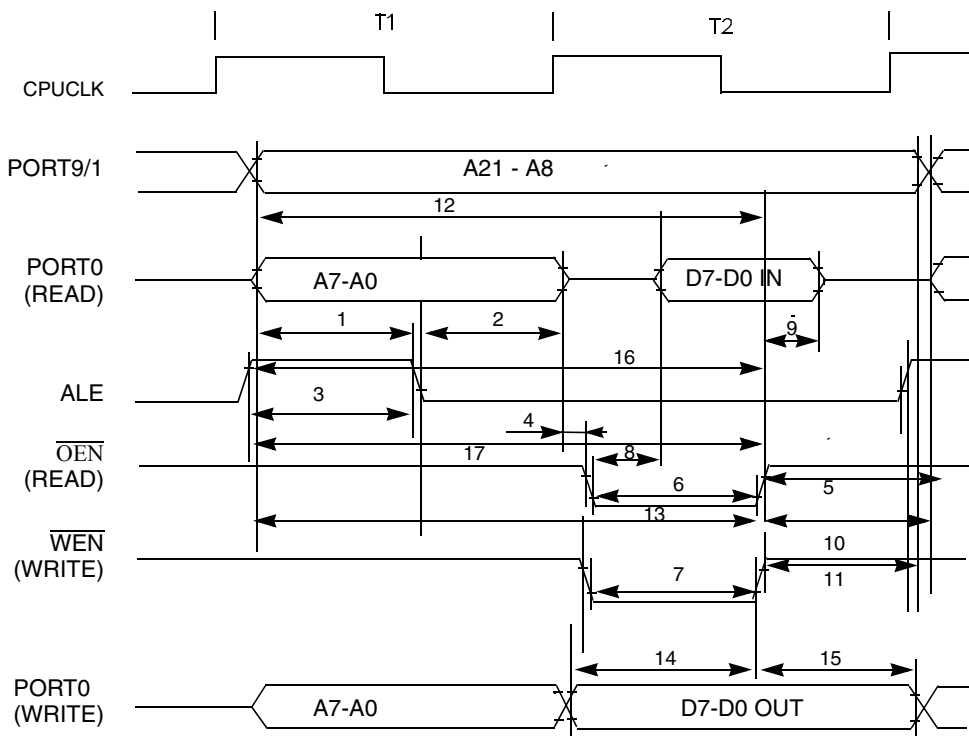 T1 T2
CPUCLK
PORT9/1 A21 - A8
12
PORT0
(READ) A7-A0 D7-D0 IN
1 2 9
16
ALE 3
4
OEN 17 8
(READ) 6 5
WEN 13
(WRITE) 10
7 11
14 15
PORT0
(WRITE) A7-A0 D7-D0 OUT